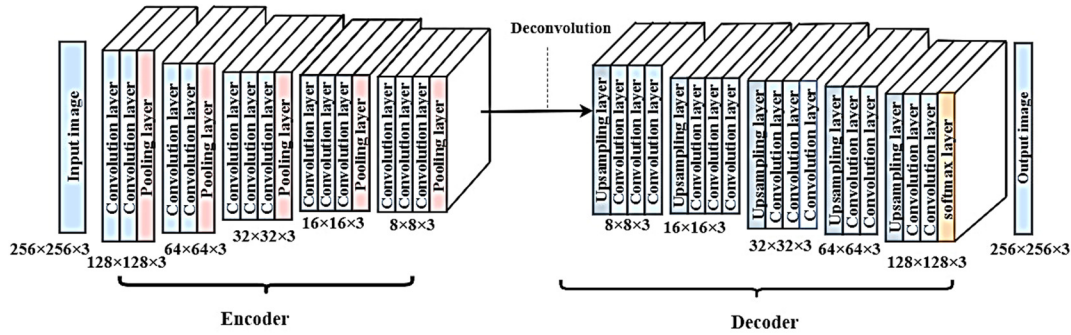 Deconvolution
Input image
Convolution layer
Convolution layer
Pooling layer
Convolution layer
Convolution layer
Pooling layer
Convolution layer
Convolution layer
Convolution layer
Pooling layer
Convolution layer
Convolution layer
Convolution layer
Pooling layer
Convolution layer
Convolution layer
Convolution layer
Pooling layer
Upsampling layer
Convolution layer
Convolution layer
Convolution layer
Upsampling layer
Convolution layer
Convolution layer
Convolution layer
Upsampling layer
Convolution layer
Convolution layer
Convolution layer
Upsampling layer
Convolution layer
Convolution layer
Upsampling layer
Convolution layer
Convolution layer
softmax layer
Output image
256×256×3
128×128×3
64×64×3
32×32×3
16×16×3
8×8×3
8×8×3
16×16×3
32×32×3
64×64×3
128×128×3
256×256×3
Encoder
Decoder